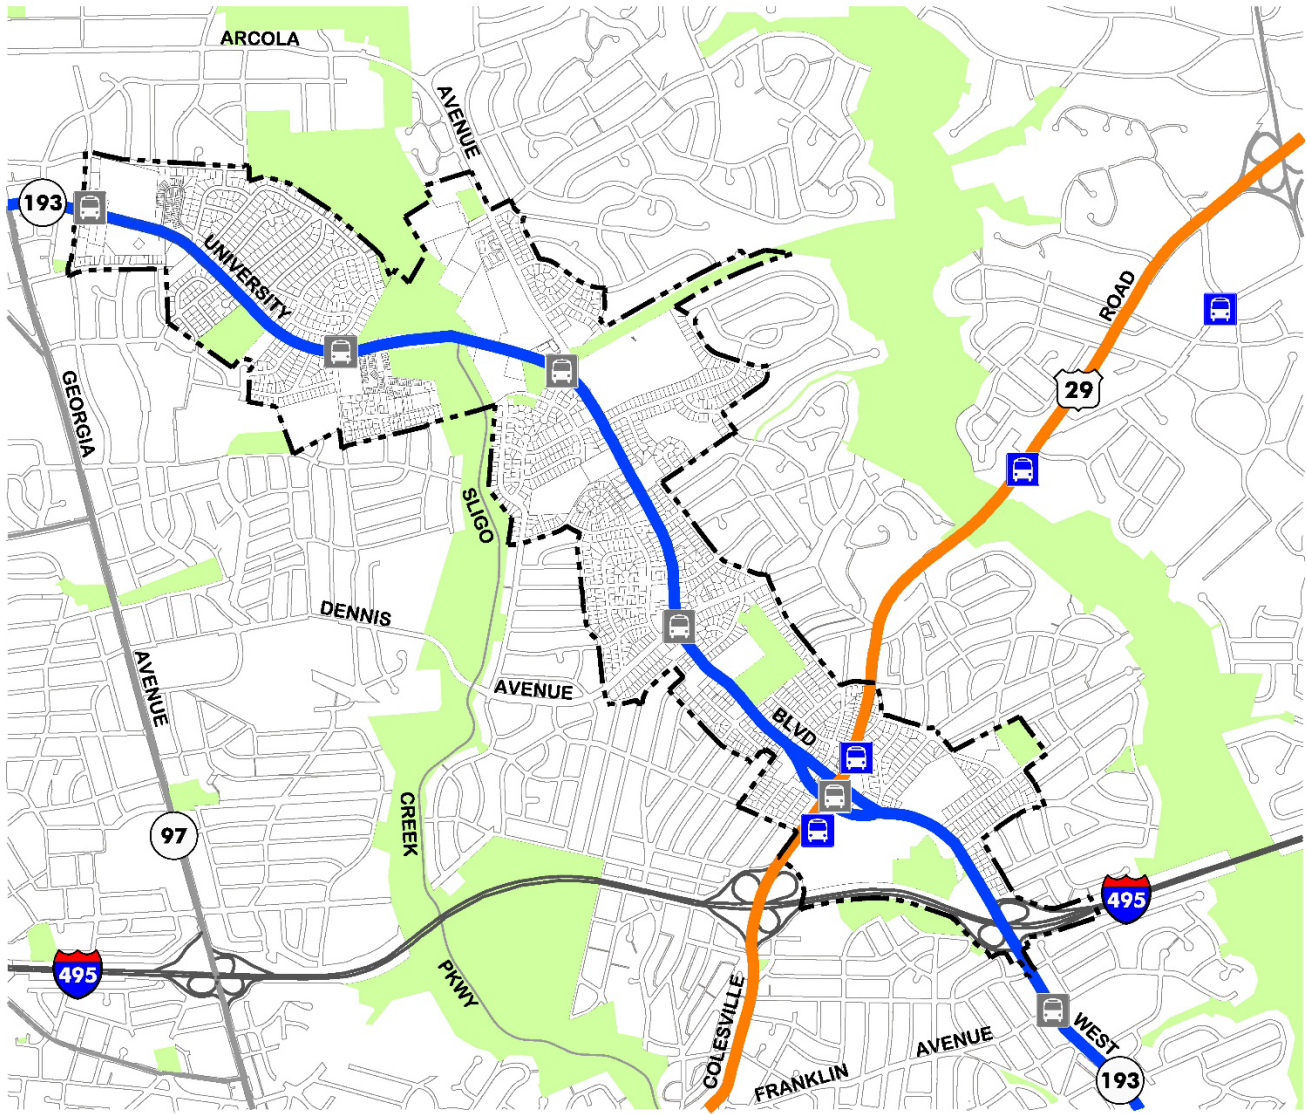 ARCOLA
AVENUE
193
UNIVERSITY
ROAD
29
GEORGIA
SLIGO
DENNIS
AVENUE
AVENUE
BLVD
97
CREEK
495
495
PKWY
COLESVILLE
WEST
AVENUE
FRANKLIN
193